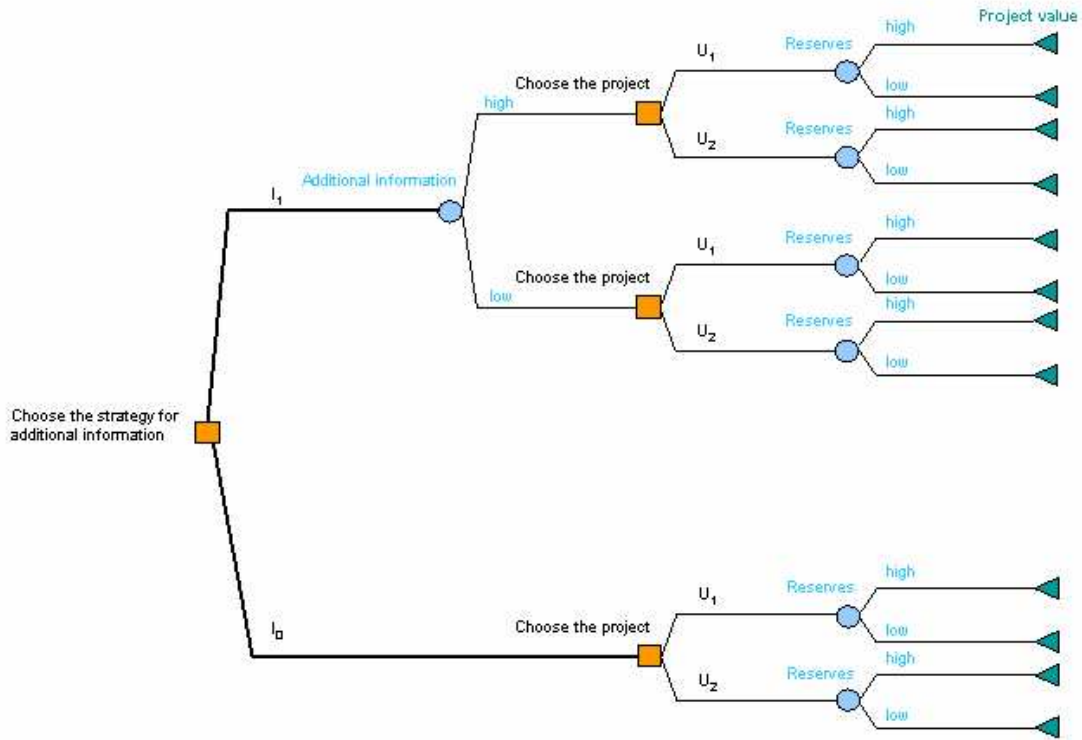 Project value
high
U1
Reserves
low
Choose the project
high
high
U2
Reserves
low
Additional information
I1
high
U1
Reserves
low
Choose the project
low
high
U2
Reserves
low
Choose the strategy for
additional information
high
U1
Reserves
low
I0
Choose the project
high
U2
Reserves
low